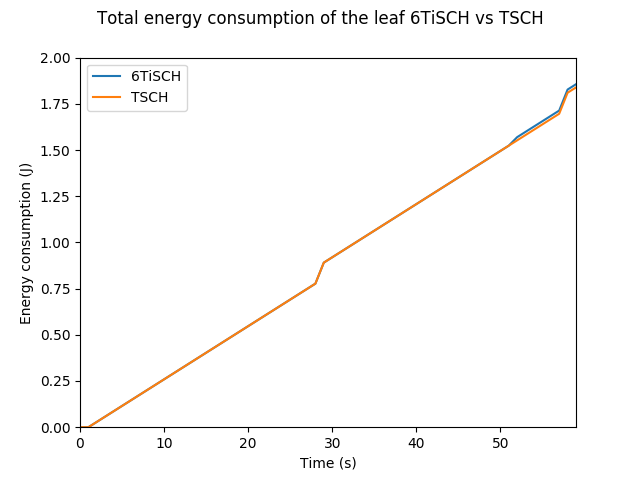 Total energy consumption of the leaf 6TiSCH vs TSCH
2.00
1.75
1.50
1.25
1.00
0.75
0.50
0.25
0.00
Energy consumption (J)
6TiSCH
TSCH
0 10 20 30 40 50
Time (s)